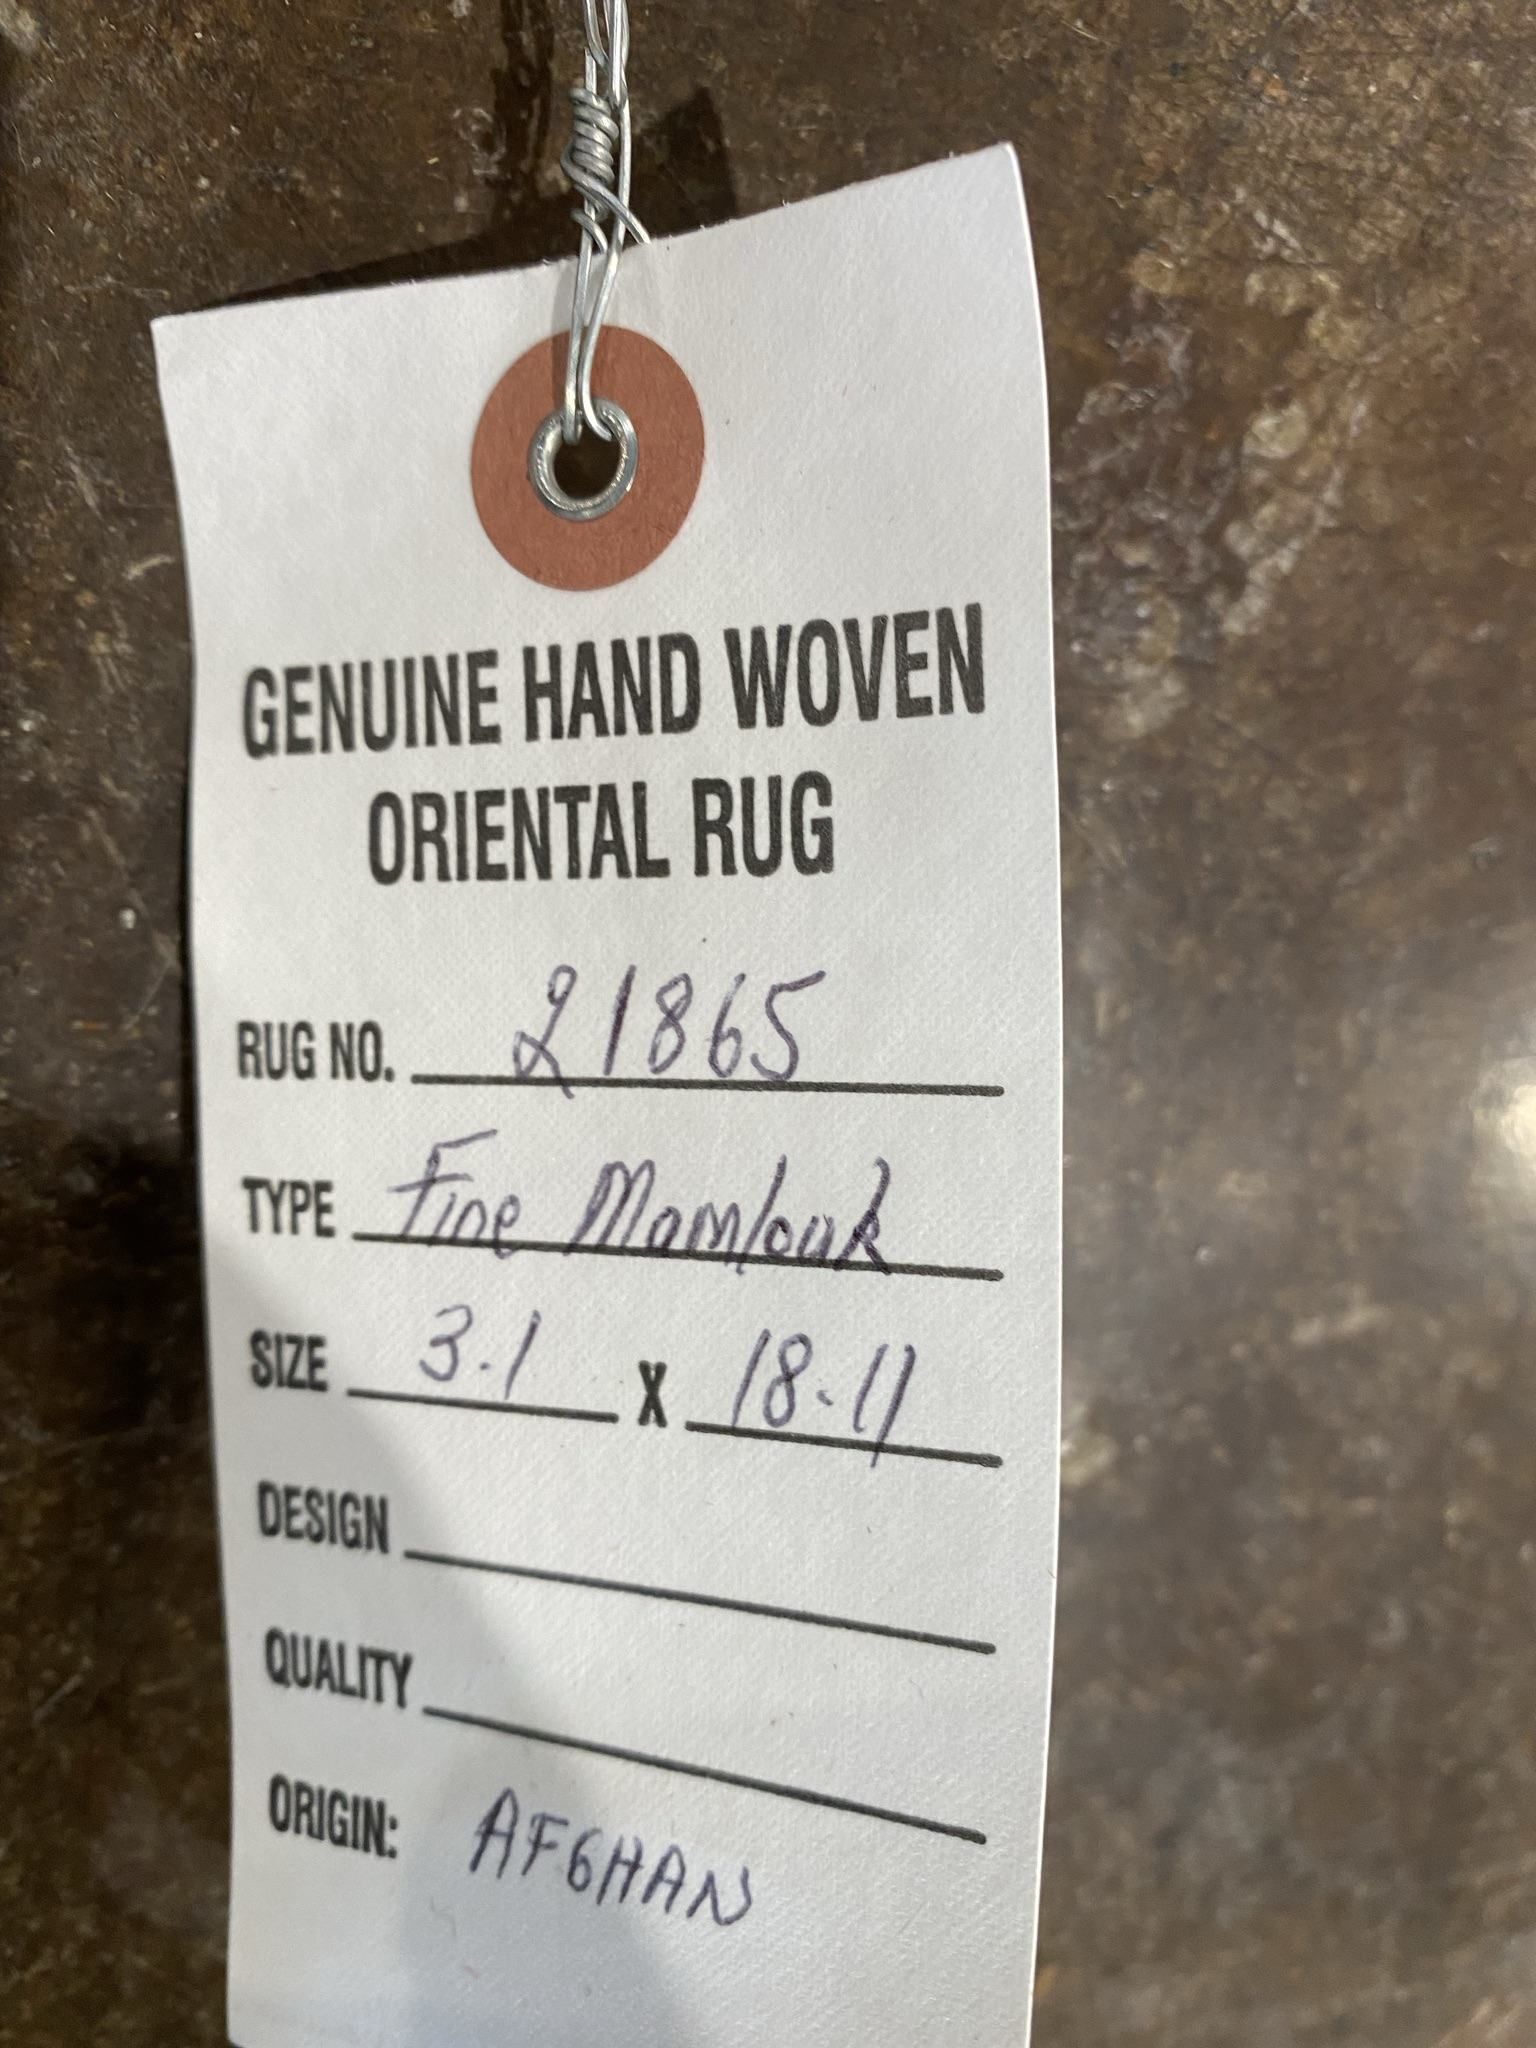 GENUINE HAND WOVEN
ORIENTAL RUG
RUG NO. 21865
TYPE Fine Mamlouk
SIZE 3.1 X 18.11
DESIGN
QUALITY
ORIGIN: AFGHAN